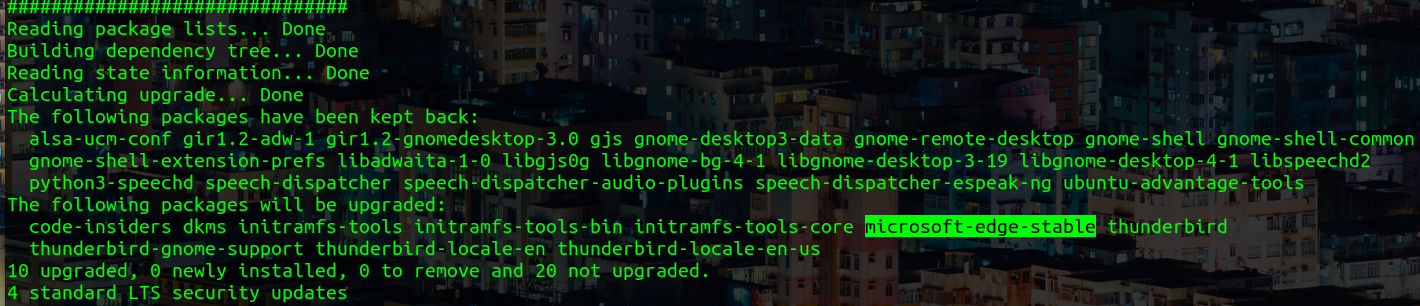 ###############################
Reading package lists... Done
Building dependency tree... Done
Reading state information... Done
Calculating upgrade... Done
The following packages have been kept back:
  alsa-ucm-conf gir1.2-adw-1 gir1.2-gnomedesktop-3.0 gjs gnome-desktop3-data gnome-remote-desktop gnome-shell gnome-shell-common
  gnome-shell-extension-prefs libadwaita-1-0 libgjs0g libgnome-bg-4-1 libgnome-desktop-3-19 libgnome-desktop-4-1 libspeechd2
  python3-speechd speech-dispatcher speech-dispatcher-audio-plugins speech-dispatcher-espeak-ng ubuntu-advantage-tools
The following packages will be upgraded:
  code-insiders dkms initramfs-tools initramfs-tools-bin initramfs-tools-core microsoft-edge-stable thunderbird
  thunderbird-gnome-support thunderbird-locale-en thunderbird-locale-en-us
10 upgraded, 0 newly installed, 0 to remove and 20 not upgraded.
4 standard LTS security updates